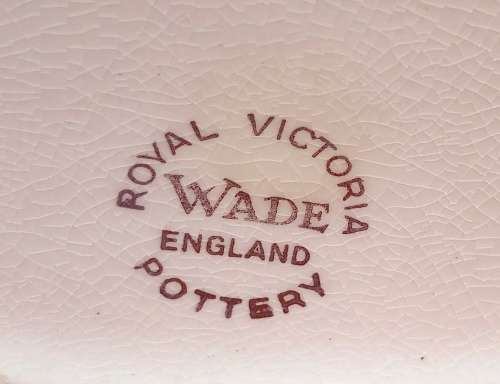 ROYAL VICTORIA
WADE
ENGLAND
POTTERY